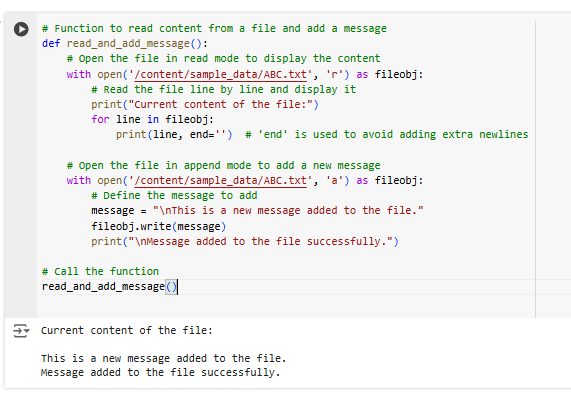 # Function to read content from a file and add a message
def read_and_add_message():
    # Open the file in read mode to display the content
    with open('/content/sample_data/ABC.txt', 'r') as fileobj:
        # Read the file line by line and display it
        print("Current content of the file:")
        for line in fileobj:
            print(line, end='')  # 'end' is used to avoid adding extra newlines

    # Open the file in append mode to add a new message
    with open('/content/sample_data/ABC.txt', 'a') as fileobj:
        # Define the message to add
        message = "\nThis is a new message added to the file."
        fileobj.write(message)
        print("\nMessage added to the file successfully.")

# Call the function
read_and_add_message()
Current content of the file:

This is a new message added to the file.
Message added to the file successfully.